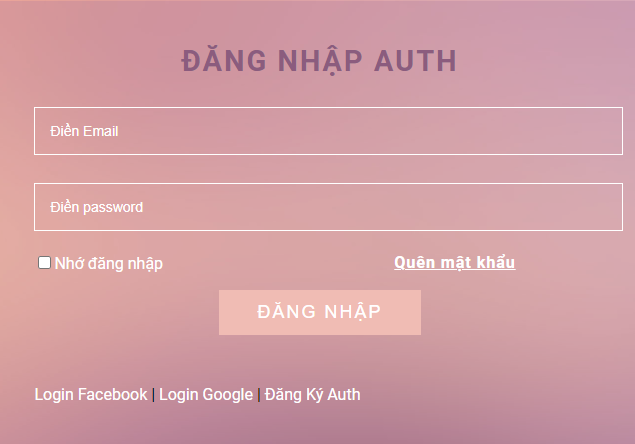 ĐĂNG NHẬP AUTH
Điền Email
Điền password
Nhớ đăng nhập Quên mật khẩu
ĐĂNG NHẬP
Login Facebook | Login Google | Đăng Ký Auth